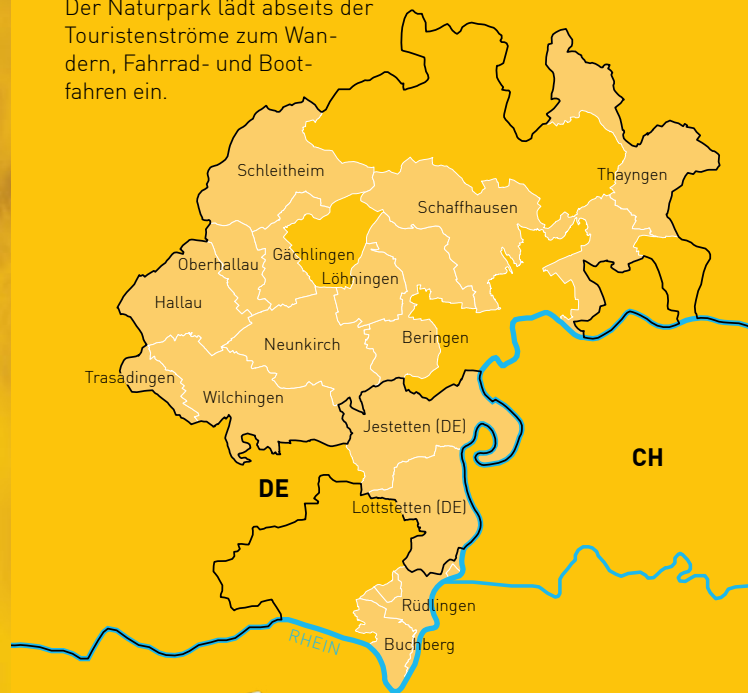 Der Naturpark lädt abseits der
Touristenströme zum Wan-
dern, Fahrrad- und Boot-
fahren ein.
Schleitheim
Thayngen
Schaffhausen
Gächlingen
Oberhallau
Löhningen
Hallau
Beringen
Neunkirch
Trasadingen
Wilchingen
Jestetten (DE)
CH
DE
Lottstetten (DE)
Rüdlingen
RHEIN
Buchberg